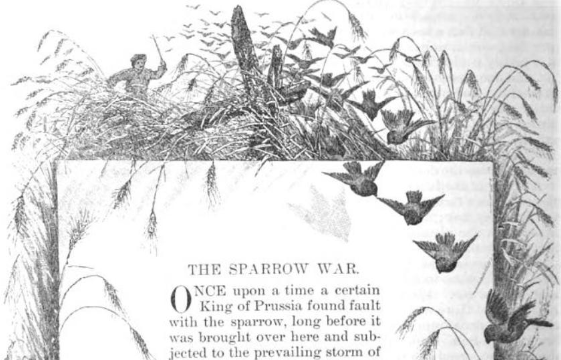 THE SPARROW WAR.
ONCE upon a time a certain
King of Prussia found fault
with the sparrow, long before it
was brought over here and sub-
jected to the prevailing storm of